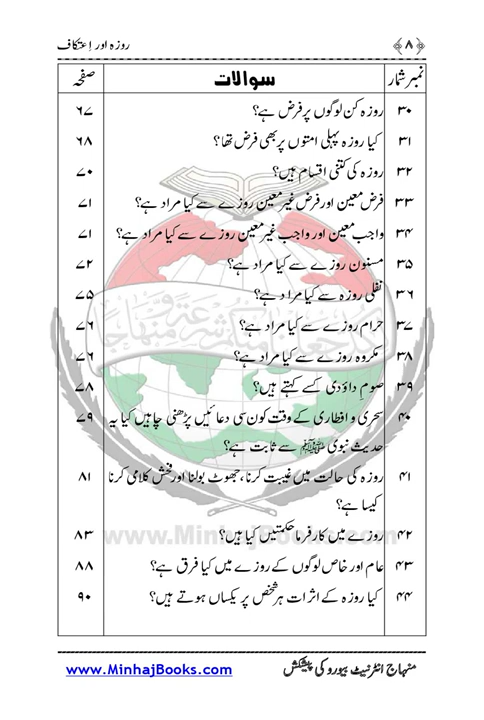 ﴿۸﴾ روزہ اور اِعتکاف
نمبر شمار سوالات صفحہ
۳۰ روزہ کن لوگوں پر فرض ہے؟ ۶۷
۳۱ کیا روزہ پہلی امتوں پر بھی فرض تھا؟ ۶۸
۳۲ روزہ کی کتنی اقسام ہیں؟ ۷۰
۳۳ فرض معین اور فرض غیر معین روزے سے کیا مراد ہے؟ ۷۱
۳۴ واجب معین اور واجب غیر معین روزے سے کیا مراد ہے؟ ۷۱
۳۵ مسنون روزے سے کیا مراد ہے؟ ۷۲
۳۶ نفلی روزہ سے کیا مراد ہے؟ ۷۵
۳۷ حرام روزے سے کیا مراد ہے؟ ۷۶
۳۸ مکروہ روزے سے کیا مراد ہے؟ ۷۶
۳۹ صومِ داؤدی کسے کہتے ہیں؟ ۷۸
۴۰ سحری و افطاری کے وقت کون سی دعائیں پڑھنی چاہیں کیا یہ ۷۹
حدیث نبوی ﷺ سے ثابت ہے؟
۴۱ روزہ کی حالت میں غیبت کرنا، جھوٹ بولنا اور فحش کلامی کرنا ۸۱
کیسا ہے؟
۴۲ روزے میں کارفرما حکمتیں کیا ہیں؟ ۸۳
۴۳ عام اور خاص لوگوں کے روزے میں کیا فرق ہے؟ ۸۸
۴۴ کیا روزہ کے اثرات ہر شخص پر یکساں ہوتے ہیں؟ ۹۰
www.MinhajBooks.com
منہاج انٹرنیٹ بیورو کی پیشکش www.MinhajBooks.com